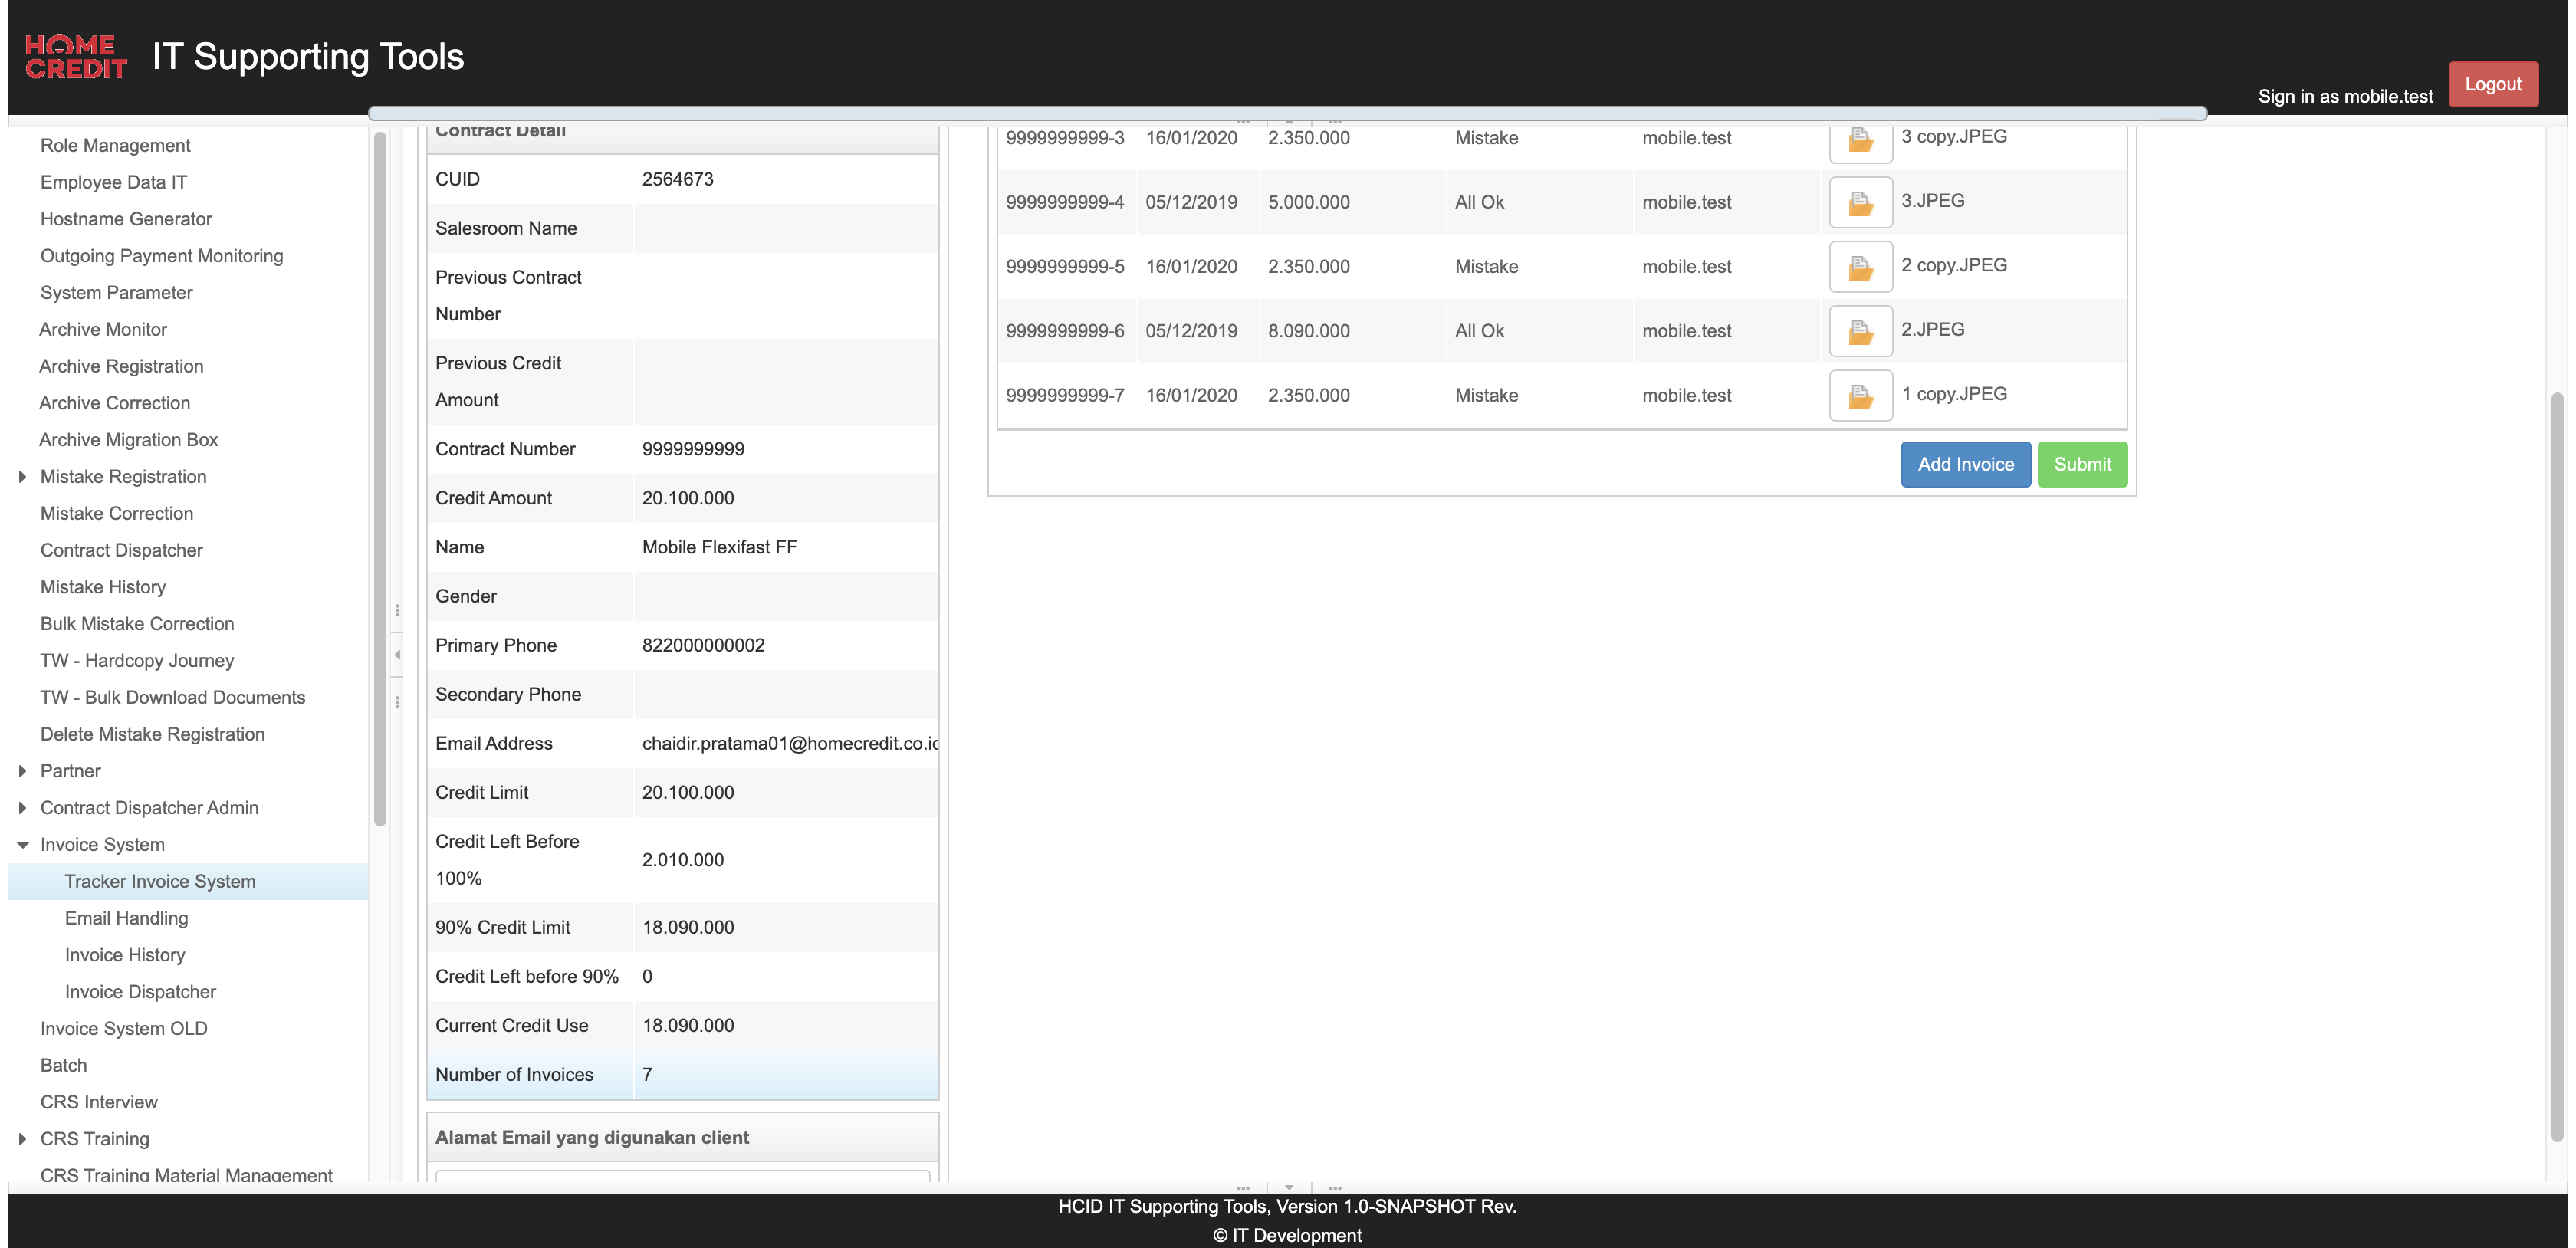 HOME
CREDIT
IT Supporting Tools
Sign in as mobile.test
Logout
Role Management
Employee Data IT
Hostname Generator
Outgoing Payment Monitoring
System Parameter
Archive Monitor
Archive Registration
Archive Correction
Archive Migration Box
Mistake Registration
Mistake Correction
Contract Dispatcher
Mistake History
Bulk Mistake Correction
TW - Hardcopy Journey
TW - Bulk Download Documents
Delete Mistake Registration
Partner
Contract Dispatcher Admin
Invoice System
Tracker Invoice System
Email Handling
Invoice History
Invoice Dispatcher
Invoice System OLD
Batch
CRS Interview
CRS Training
CRS Training Material Management
Contract Detail
CUID 2564673
Salesroom Name
Previous Contract
Number
Previous Credit
Amount
Contract Number 9999999999
Credit Amount 20.100.000
Name Mobile Flexifast FF
Gender
Primary Phone 822000000002
Secondary Phone
Email Address chaidir.pratama01@homecredit.co.ic
Credit Limit 20.100.000
Credit Left Before
100%
2.010.000
90% Credit Limit 18.090.000
Credit Left before 90% 0
Current Credit Use 18.090.000
Number of Invoices 7
Alamat Email yang digunakan client
9999999999-3 16/01/2020 2.350.000 Mistake mobile.test 3 copy.JPEG
9999999999-4 05/12/2019 5.000.000 All Ok mobile.test 3.JPEG
9999999999-5 16/01/2020 2.350.000 Mistake mobile.test 2 copy.JPEG
9999999999-6 05/12/2019 8.090.000 All Ok mobile.test 2.JPEG
9999999999-7 16/01/2020 2.350.000 Mistake mobile.test 1 copy.JPEG
Add Invoice
Submit
HCID IT Supporting Tools, Version 1.0-SNAPSHOT Rev.
© IT Development